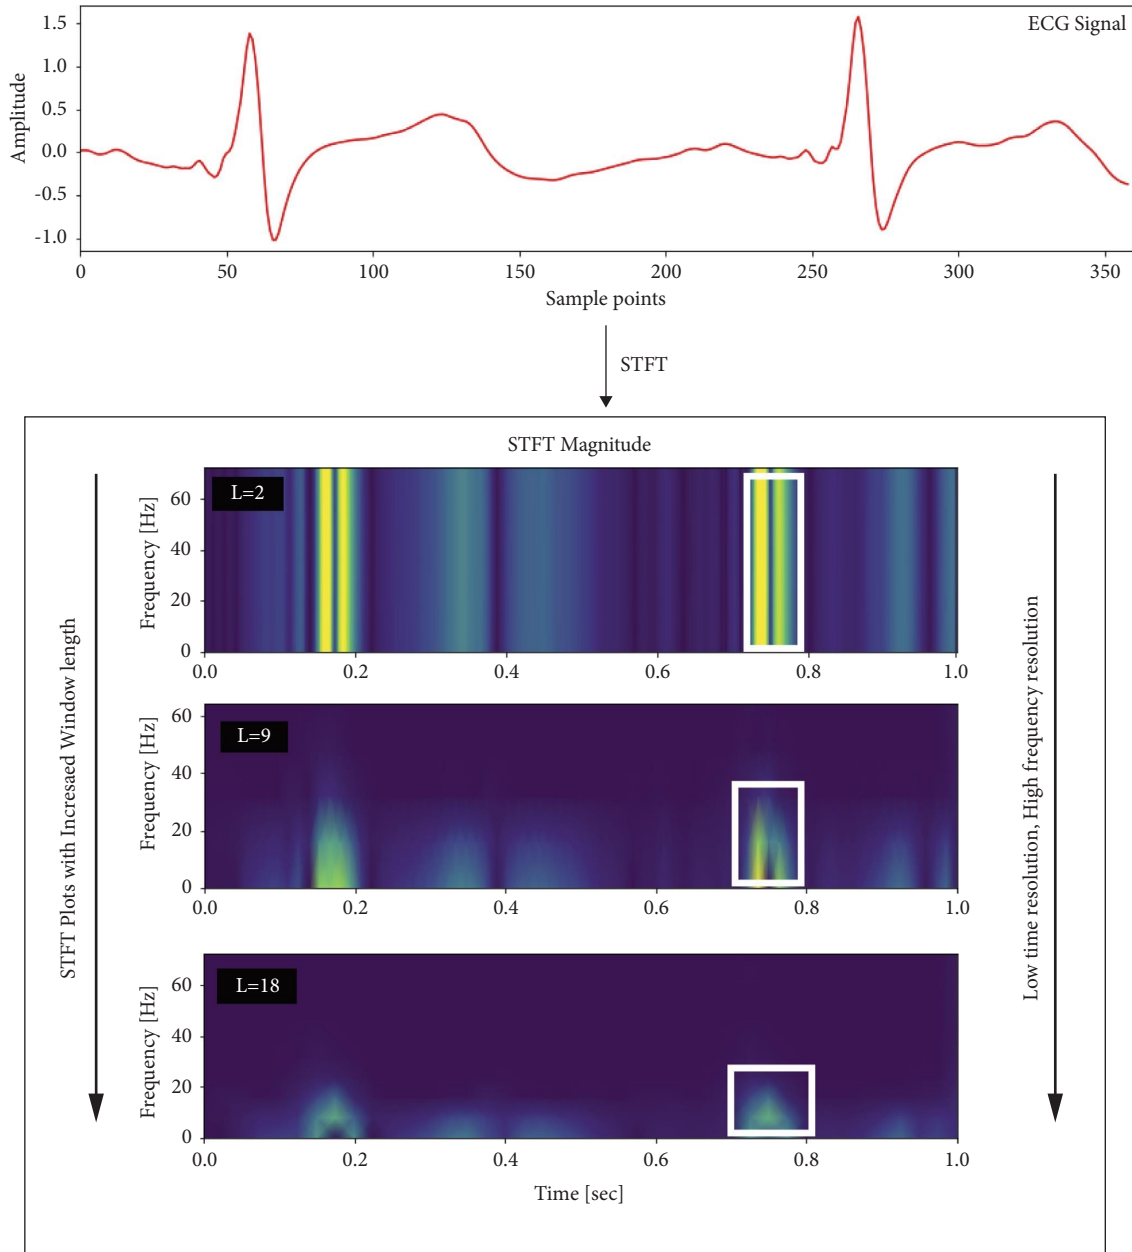 ECG Signal
Amplitude
1.5
1.0
0.5
0.0
-0.5
-1.0
0 50 100 150 200 250 300 350
Sample points
STFT
STFT Magnitude
STFT Plots with Incresaed Window length
Low time resolution, High frequency resolution
L=2
Frequency [Hz]
60
40
20
0
0.0 0.2 0.4 0.6 0.8 1.0
L=9
Frequency [Hz]
60
40
20
0
0.0 0.2 0.4 0.6 0.8 1.0
L=18
Frequency [Hz]
60
40
20
0
0.0 0.2 0.4 0.6 0.8 1.0
Time [sec]